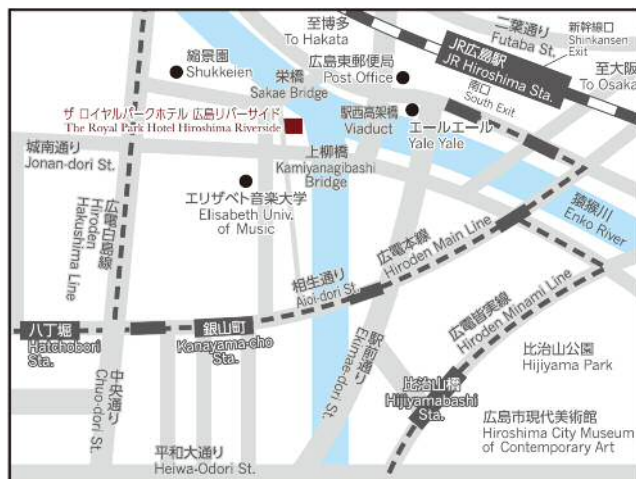 至博多
To Hakata
二葉通り
Futaba St.
新幹線口
Shinkansen
Exit
JR広島駅
JR Hiroshima Sta.
至大阪
To Osaka
南口
South Exit
縮景園
Shukkeien
栄橋
Sakae Bridge
広島東郵便局
Post Office
駅西高架橋
Viaduct
エールエール
Yale Yale
ザ ロイヤルパークホテル 広島リバーサイド
The Royal Park Hotel Hiroshima Riverside
城南通り
Jonan-dori St.
上柳橋
Kamiyanagibashi
Bridge
エリザベト音楽大学
Elisabeth Univ.
of Music
猿猴川
Enko River
広電白島線
Hiroden
Hakushima Line
広電本線
Hiroden Main Line
相生通り
Aioi-dori St.
広電皆実線
Hiroden Minami Line
八丁堀
Hatchobori
Sta.
銀山町
Kanayama-cho
Sta.
駅前通り
Ekimae-dori St.
比治山公園
Hijiyama Park
比治山橋
Hijiyamabashi
Sta.
中央通り
Chuo-dori St.
平和大通り
Heiwa-Odori St.
広島市現代美術館
Hiroshima City Museum
of Contemporary Art